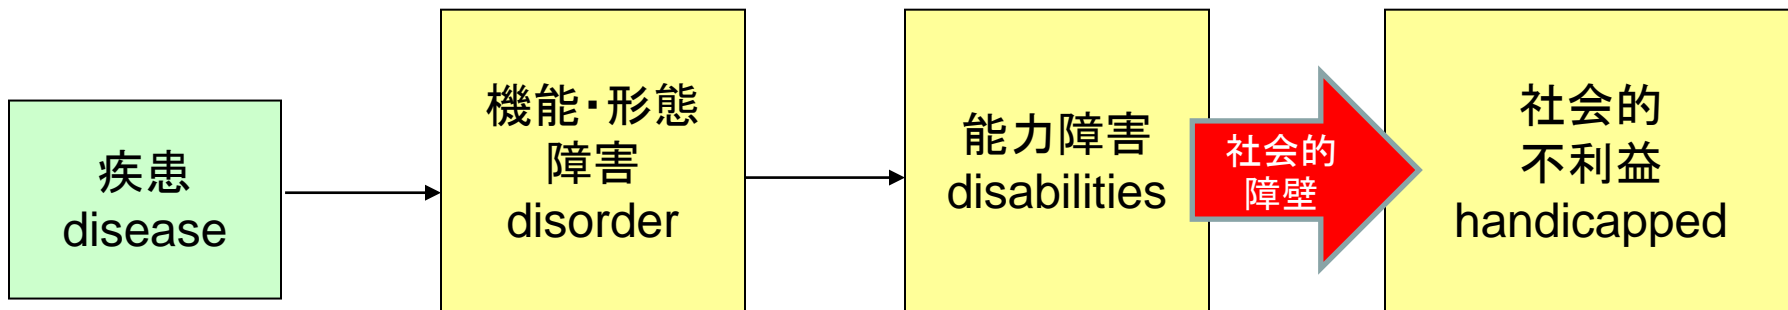 疾患
disease
機能・形態
障害
disorder
能力障害
disabilities
社会的
障壁
社会的
不利益
handicapped